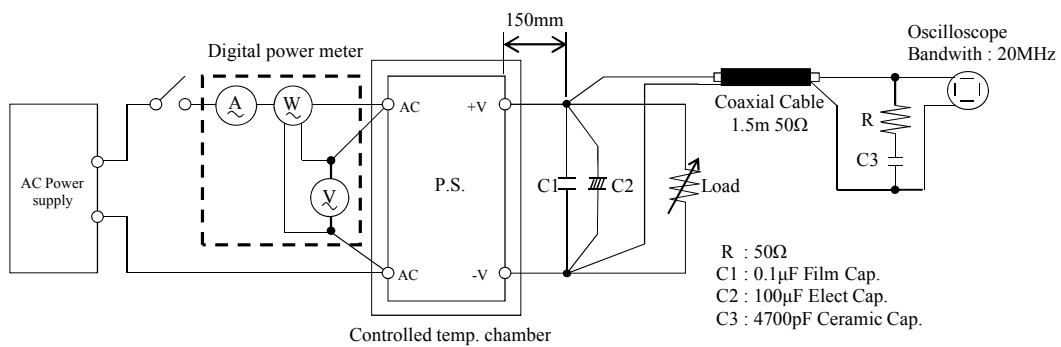 150mm
Oscilloscope
Bandwith : 20MHz
Digital power meter
A
W
AC
+V
Coaxial Cable
1.5m 50Ω
R
C3
AC Power
supply
V
P.S.
C1
C2
Load
AC
-V
R : 50Ω
C1 : 0.1μF Film Cap.
C2 : 100μF Elect Cap.
C3 : 4700pF Ceramic Cap.
Controlled temp. chamber